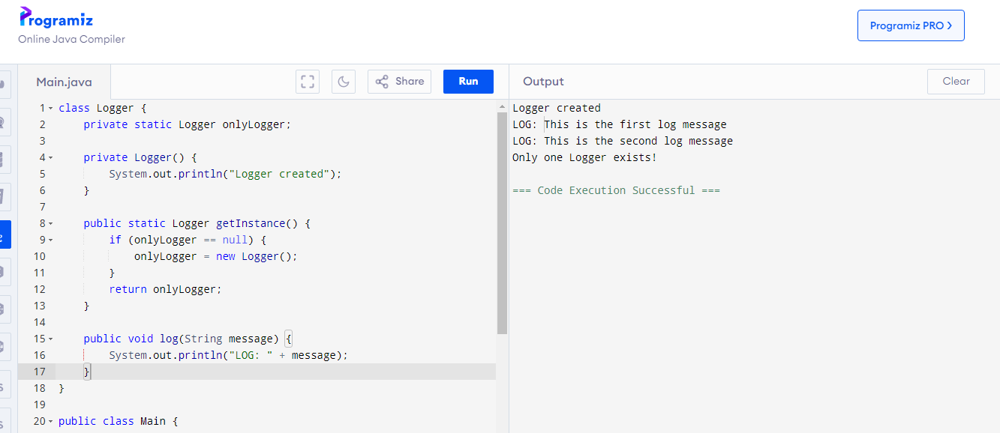 Programiz
Online Java Compiler
Programiz PRO
Main.java
Share
Run
Output
Clear
1 class Logger {
2     private static Logger onlyLogger;
3
4     private Logger() {
5         System.out.println("Logger created");
6     }
7
8     public static Logger getInstance() {
9         if (onlyLogger == null) {
10             onlyLogger = new Logger();
11         }
12         return onlyLogger;
13     }
14
15     public void log(String message) {
16         System.out.println("LOG: " + message);
17     }
18 }
19
20 public class Main {
Logger created
LOG: This is the first log message
LOG: This is the second log message
Only one Logger exists!
=== Code Execution Successful ===